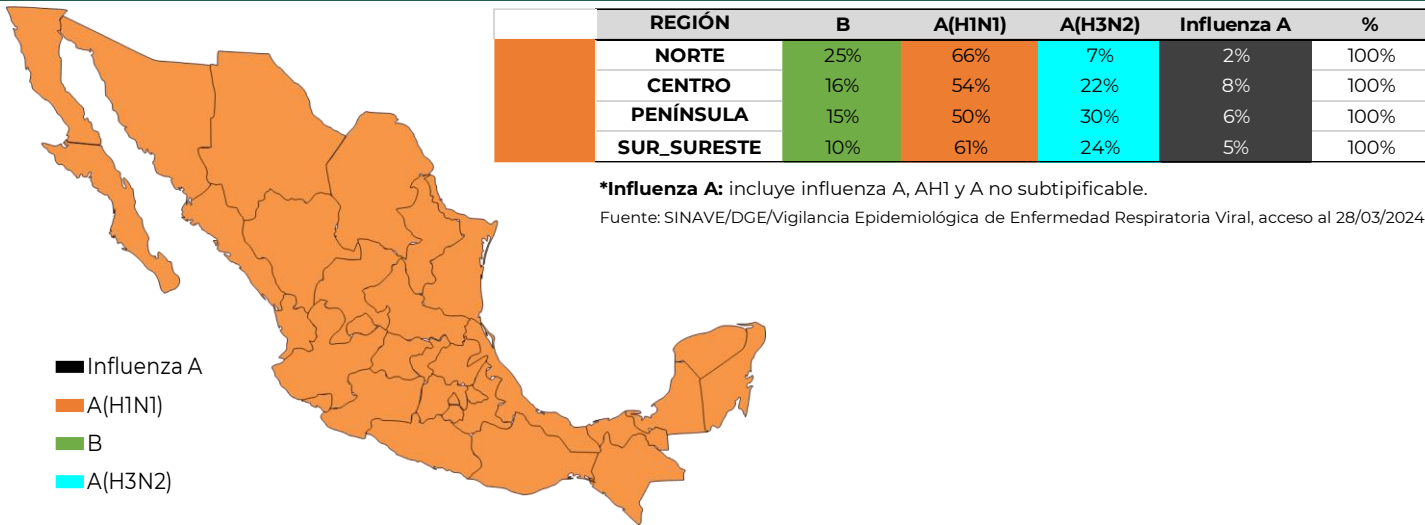 REGIÓN B A(H1N1) A(H3N2) Influenza A %
NORTE 25% 66% 7% 2% 100%
CENTRO 16% 54% 22% 8% 100%
PENÍNSULA 15% 50% 30% 6% 100%
SUR_SURESTE 10% 61% 24% 5% 100%
*Influenza A: incluye influenza A, AH1 y A no subtipificable.
Fuente: SINAVE/DGE/Vigilancia Epidemiológica de Enfermedad Respiratoria Viral, acceso al 28/03/2024
Influenza A
A(H1N1)
B
A(H3N2)